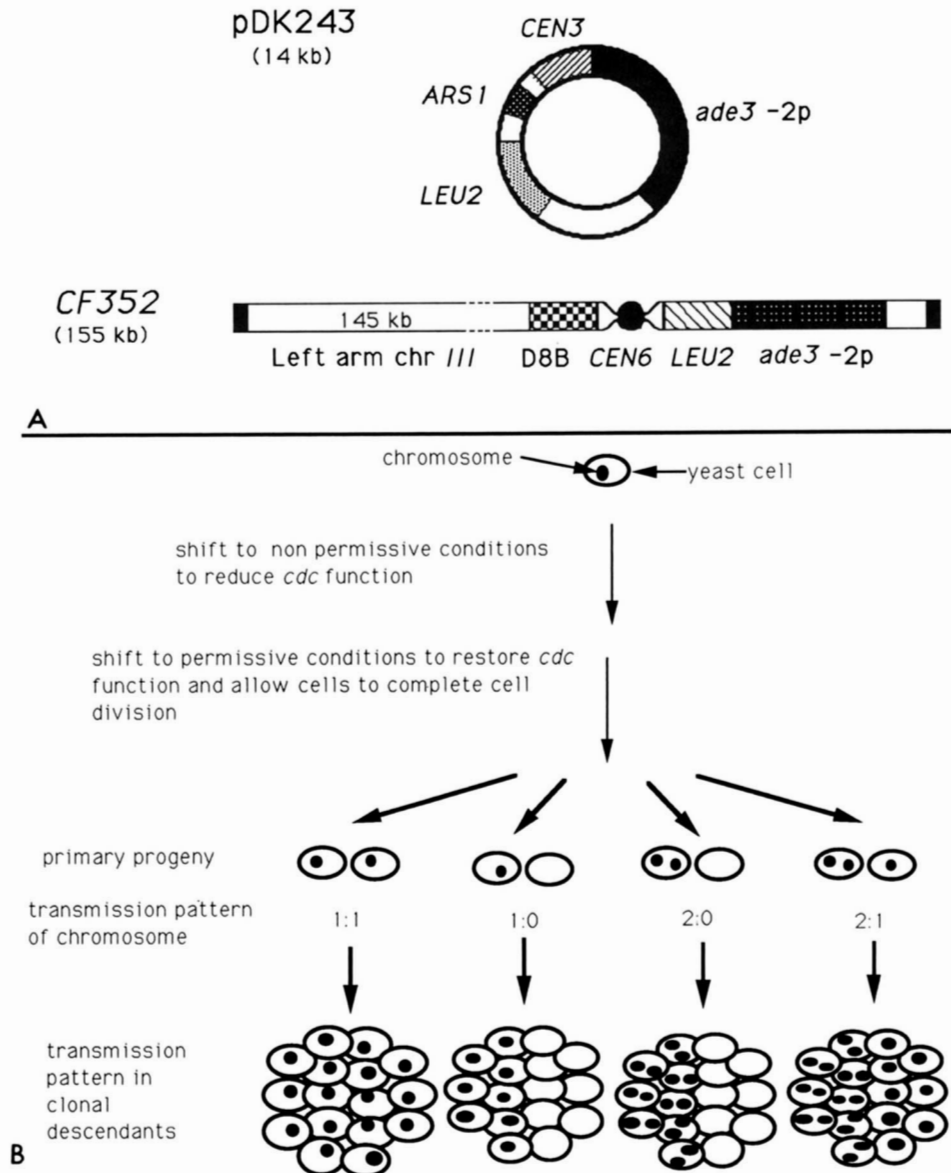 pDK243
(14 kb)
CEN3
ARS1
ade3 -2p
LEU2
CF352
(155 kb)
145 kb
Left arm chr III
D8B
CEN6
LEU2
ade3 -2p
A
chromosome
yeast cell
shift to non permissive conditions
to reduce cdc function
shift to permissive conditions to restore cdc
function and allow cells to complete cell
division
primary progeny
transmission pattern
of chromosome
1:1
1:0
2:0
2:1
transmission
pattern in
clonal
descendants
B